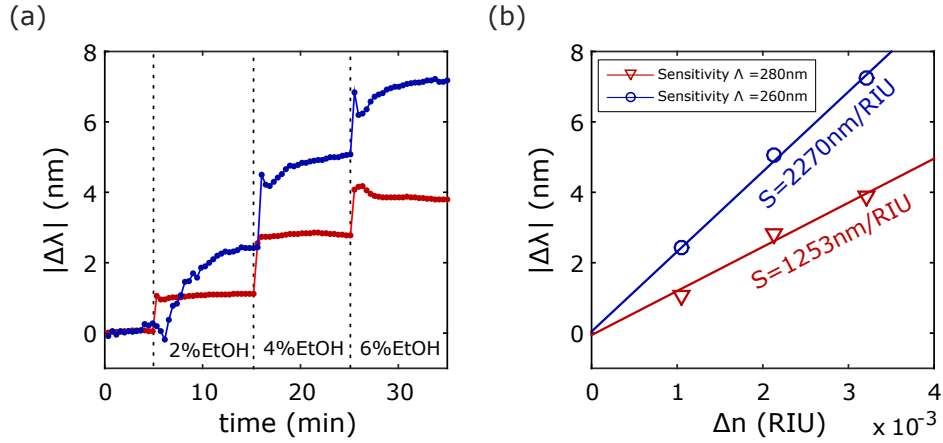 (a)
(b)
8
6
4
2
0
|Δλ| (nm)
2%EtOH
4%EtOH
6%EtOH
0
10
20
30
time (min)
8
6
4
2
0
|Δλ| (nm)
Sensitivity Λ =280nm
Sensitivity Λ =260nm
S=2270nm/RIU
S=1253nm/RIU
0
1
2
3
4
Δn (RIU)
x 10⁻³